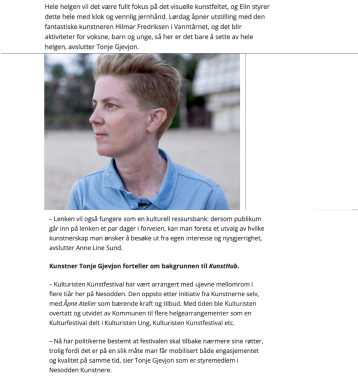 Hele helgen vil det være fullt fokus på det visuelle kunstfeltet, og Elin styrer
dette hele med klok og vennlig jernhånd. Lørdag åpner utstilling med den
fantastiske kunstneren Hilmar Fredriksen i Vanntårnet, og det blir
aktiviteter for voksne, barn og unge, så her er det bare å sette av hele
helgen, avslutter Tonje Gjevjon.
– Lenken vil også fungere som en kulturell ressursbank: dersom publikum
går inn på lenken et par dager i forveien, kan man foreta et utvalg av hvilke
kunstnerskap man ønsker å besøke ut fra egen interesse og nysgjerrighet,
avslutter Anne Line Sund.
Kunstner Tonje Gjevjon forteller om bakgrunnen til KunstHub.
– Kulturisten Kunstfestival har vært arrangert med ujevne mellomrom i
flere tiår her på Nesodden. Den oppsto etter initiativ fra Kunstnerne selv,
med Åpne Atelier som bærende kraft og tilbud. Med tiden ble Kulturisten
overtatt og utvidet av Kommunen til flere helgearrangementer som en
Kulturfestival delt i Kulturisten Ung, Kulturisten Kunstfestival etc.
– Nå har politikerne bestemt at festivalen skal tilbake nærmere sine røtter,
trolig fordi det er på en slik måte man får mobilisert både engasjementet
og kvalitet på samme tid, sier Tonje Gjevjon som er styremedlem i
Nesodden Kunstnere.